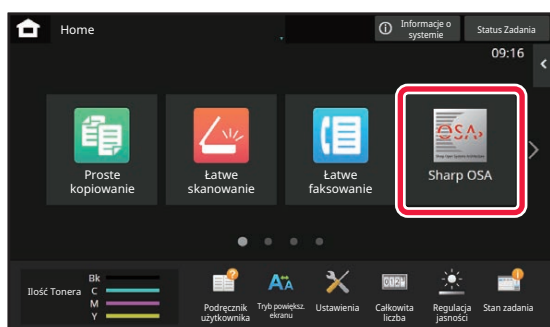 Home
Informacje o
systemie
Status Zadania
09:16
Proste
kopiowanie
Łatwe
skanowanie
Łatwe
faksowanie
OSA
Sharp OSA
Ilość Tonera
Bk
C
M
Y
Podręcznik
użytkownika
Tryb powiększ.
ekranu
Ustawienia
Całkowita
liczba
Regulacja
jasności
Stan zadania